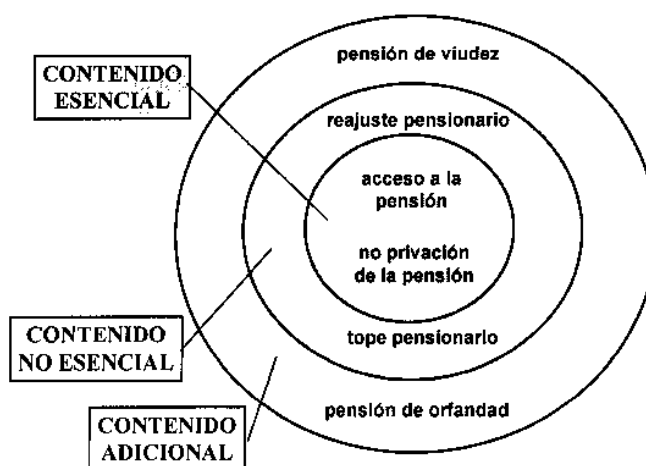 pensión de viudez
CONTENIDO
ESENCIAL
reajuste pensionario
acceso a la
pensión
no privación
de la pensión
CONTENIDO
NO ESENCIAL
tope pensionario
pensión de orfandad
CONTENIDO
ADICIONAL